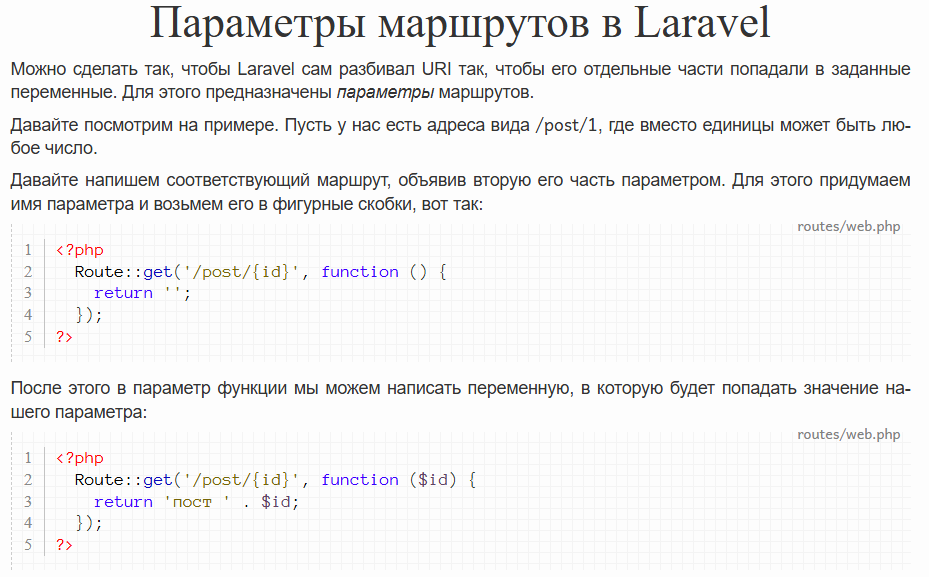 Параметры маршрутов в Laravel
Можно сделать так, чтобы Laravel сам разбивал URI так, чтобы его отдельные части попадали в заданные
переменные. Для этого предназначены параметры маршрутов.
Давайте посмотрим на примере. Пусть у нас есть адреса вида /post/1, где вместо единицы может быть лю-
бое число.
Давайте напишем соответствующий маршрут, объявив вторую его часть параметром. Для этого придумаем
имя параметра и возьмем его в фигурные скобки, вот так:
routes/web.php
1 <?php
2 Route::get('/post/{id}', function () {
3 return '';
4 });
5 ?>
После этого в параметр функции мы можем написать переменную, в которую будет попадать значение на-
шего параметра:
routes/web.php
1 <?php
2 Route::get('/post/{id}', function ($id) {
3 return 'пост ' . $id;
4 });
5 ?>